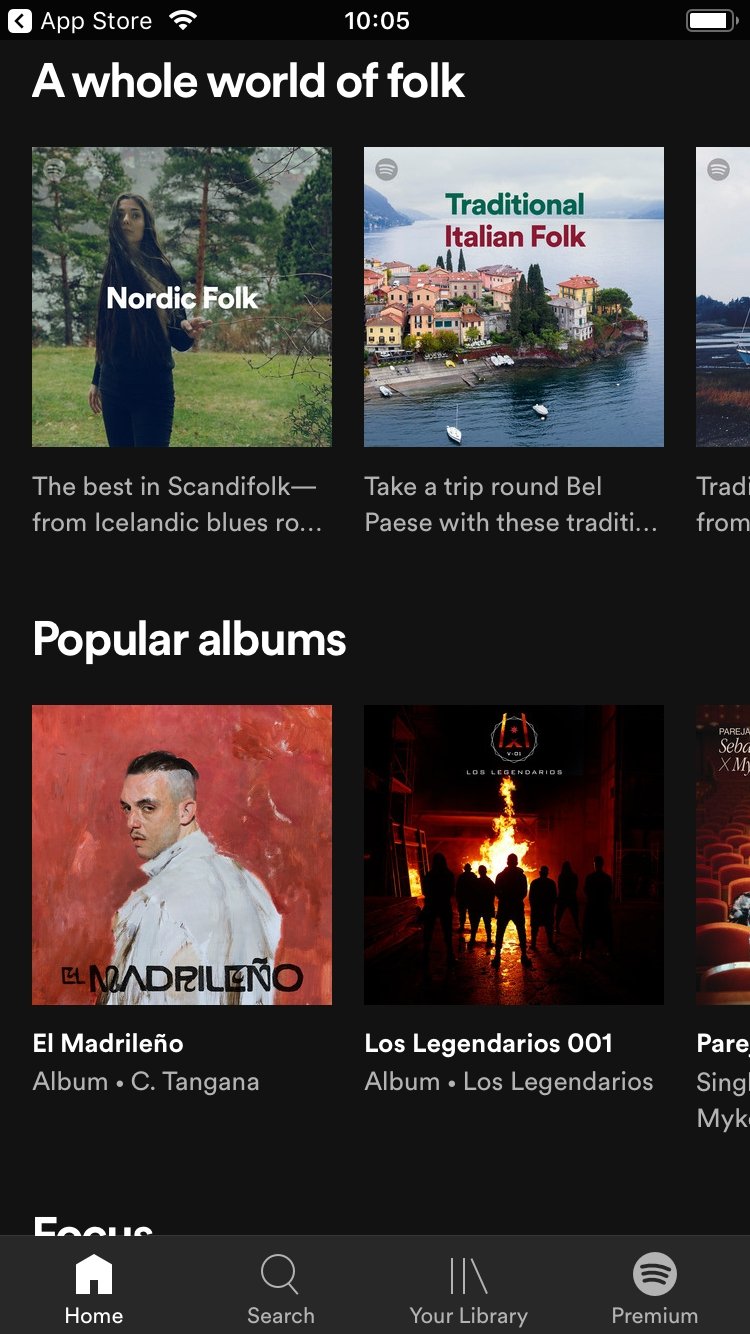 App Store
10:05
A whole world of folk
Nordic Folk
Traditional
Italian Folk
The best in Scandifolk—
from Icelandic blues ro…
Take a trip round Bel
Paese with these traditi…
Tradi
from
Popular albums
EL MADRILEÑO
V-01
LOS LEGENDARIOS
PAREJA
Seba
X My
El Madrileño
Album • C. Tangana
Los Legendarios 001
Album • Los Legendarios
Pare
Singl
Myke
Focus
Home
Search
Your Library
Premium